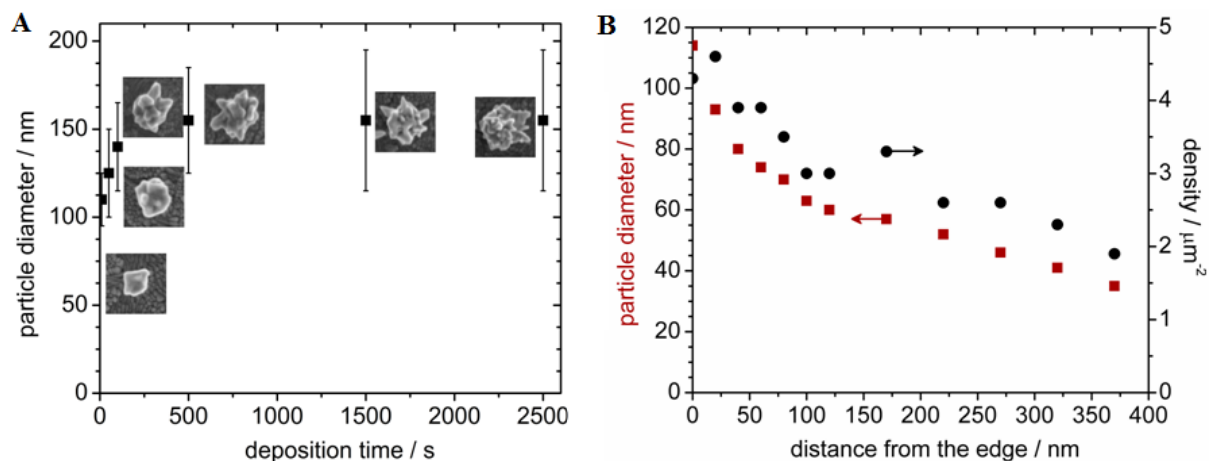 A
particle diameter / nm
200
150
100
50
0
0 500 1000 1500 2000 2500
deposition time / s
B
particle diameter / nm
120
100
80
60
40
20
0
0 50 100 150 200 250 300 350 400
distance from the edge / nm
5
4
3
2
1
0
density / μm⁻²